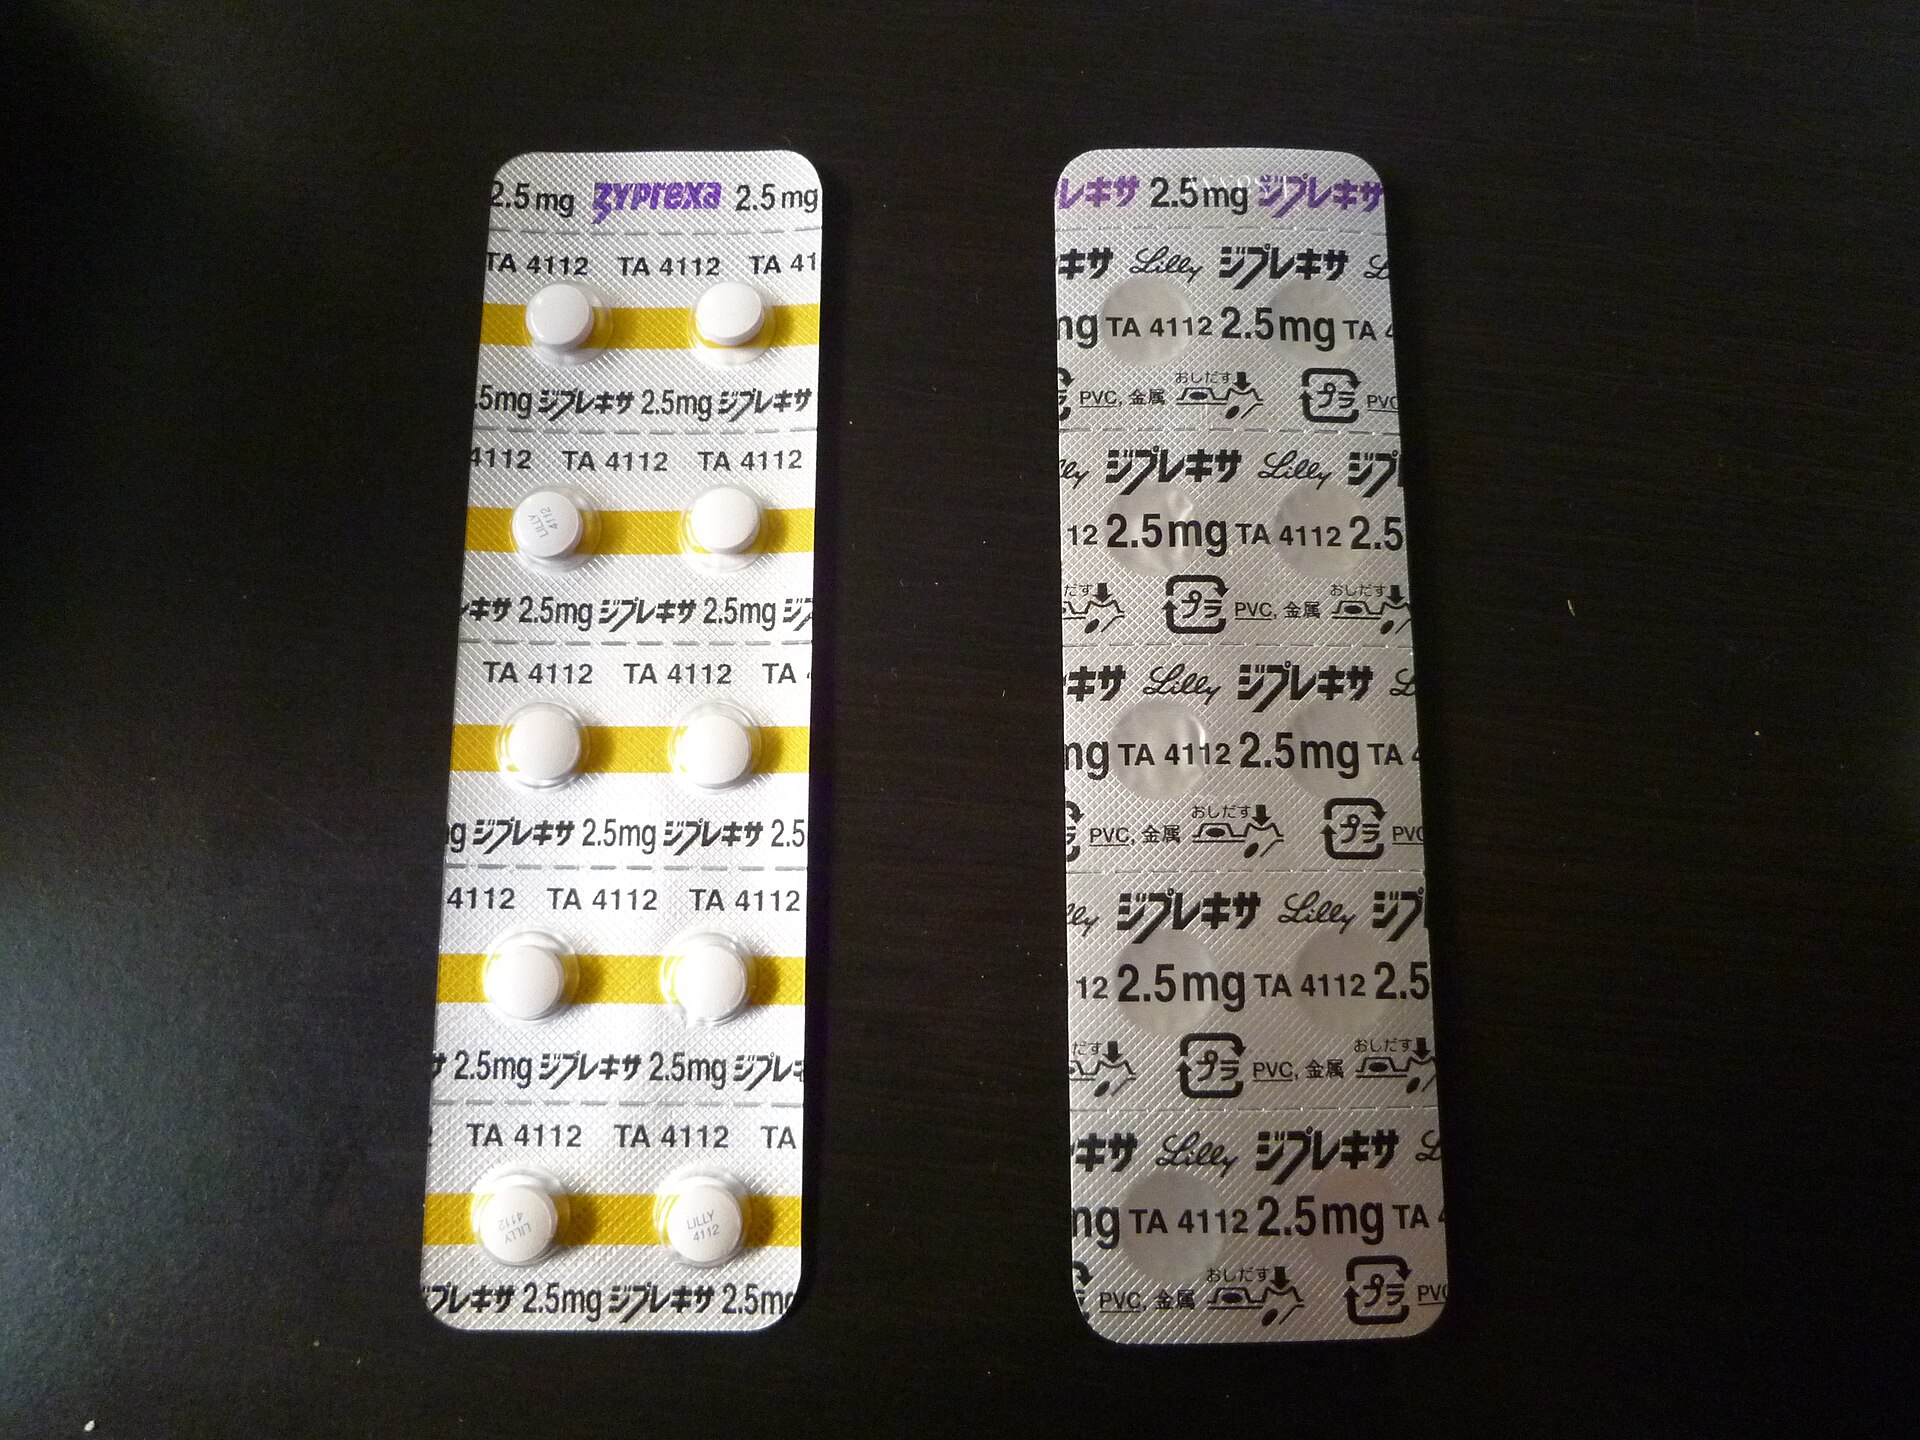 2.5mg zyprexa 2.5mg
TA 4112 TA 4112 TA 41
.5mg ジプレキサ 2.5mg ジプレキサ
4112 TA 4112 TA 4112
LILLY
4112
レキサ 2.5mg ジプレキサ 2.5mg ジプ
TA 4112 TA 4112 TA
g ジプレキサ 2.5mg ジプレキサ 2.5
4112 TA 4112 TA 4112
サ 2.5mg ジプレキサ 2.5mg ジプレキ
TA 4112 TA 4112 TA
LILLY
4112
LILLY
4112
プレキサ 2.5mg ジプレキサ 2.5mg
レキサ 2.5mg ジプレキサ
キサ Lilly ジプレキサ L
mg TA 4112 2.5mg TA 4
PVC, 金属 おしだす プラ PVC
lly ジプレキサ Lilly ジプ
12 2.5mg TA 4112 2.5
だす プラ PVC, 金属 おしだす
キサ Lilly ジプレキサ L
mg TA 4112 2.5mg TA 4
ラ PVC, 金属 おしだす プラ PVC
lly ジプレキサ Lilly ジプ
12 2.5mg TA 4112 2.5
だす プラ PVC, 金属 おしだす
キサ Lilly ジプレキサ L
mg TA 4112 2.5mg TA 4
PVC, 金属 おしだす プラ PVC